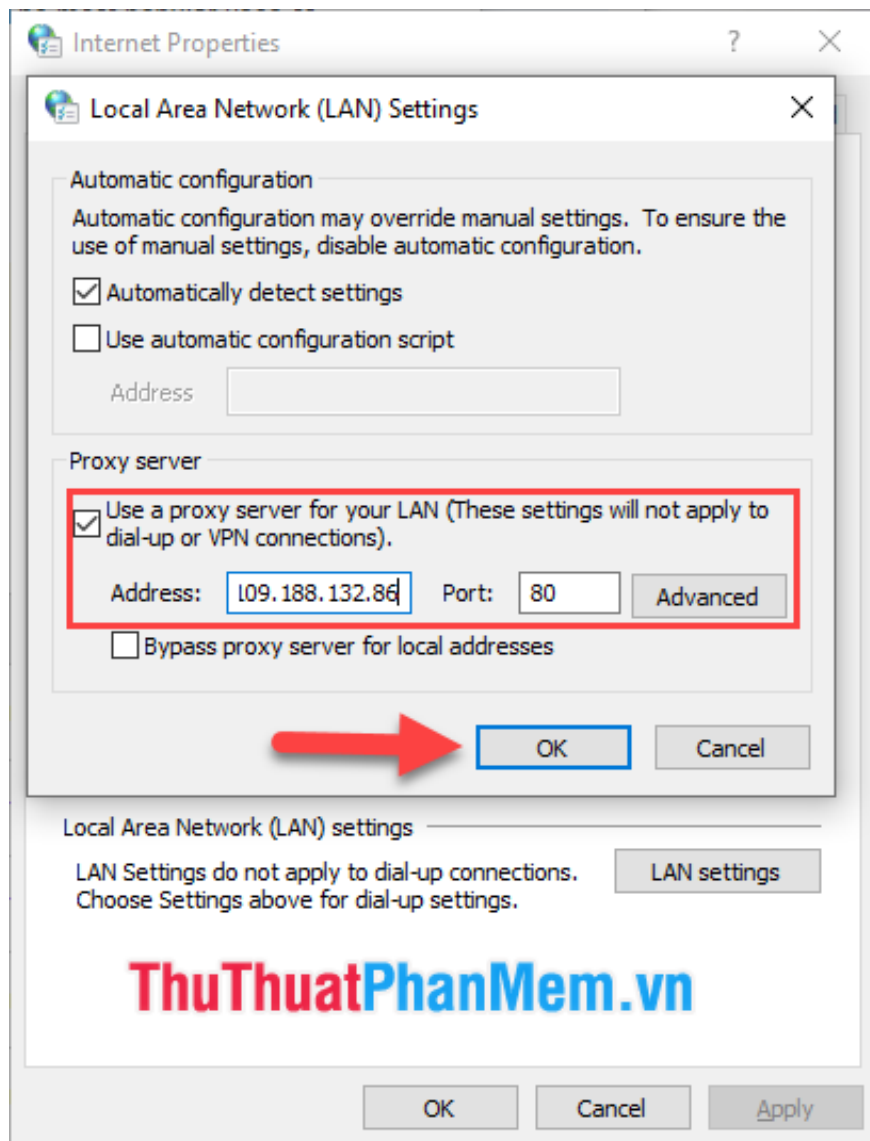 Internet Properties
?
Local Area Network (LAN) Settings
Automatic configuration
Automatic configuration may override manual settings. To ensure the
use of manual settings, disable automatic configuration.
Automatically detect settings
Use automatic configuration script
Address
Proxy server
Use a proxy server for your LAN (These settings will not apply to
dial-up or VPN connections).
Address: 109.188.132.86 Port: 80 Advanced
Bypass proxy server for local addresses
OK Cancel
Local Area Network (LAN) settings
LAN Settings do not apply to dial-up connections.
Choose Settings above for dial-up settings.
LAN settings
ThuThuatPhanMem.vn
OK Cancel Apply